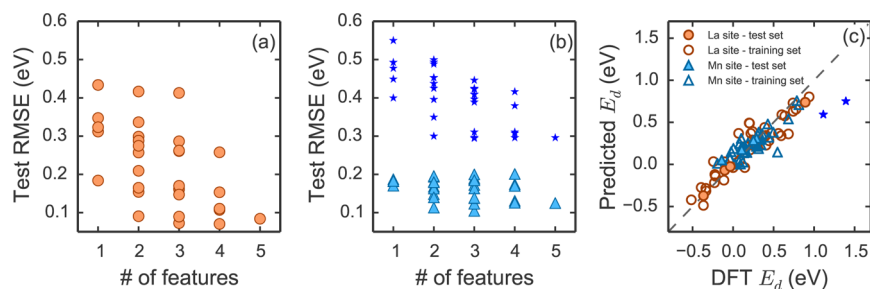 0.6
0.5
0.4
0.3
0.2
0.1
Test RMSE (eV)
(a)
1 2 3 4 5
# of features
0.6
0.5
0.4
0.3
0.2
0.1
Test RMSE (eV)
(b)
1 2 3 4 5
# of features
1.5
1.0
0.5
0.0
−0.5
Predicted E_d (eV)
(c)
La site - test set
La site - training set
Mn site - test set
Mn site - training set
−0.5 0.0 0.5 1.0 1.5
DFT E_d (eV)